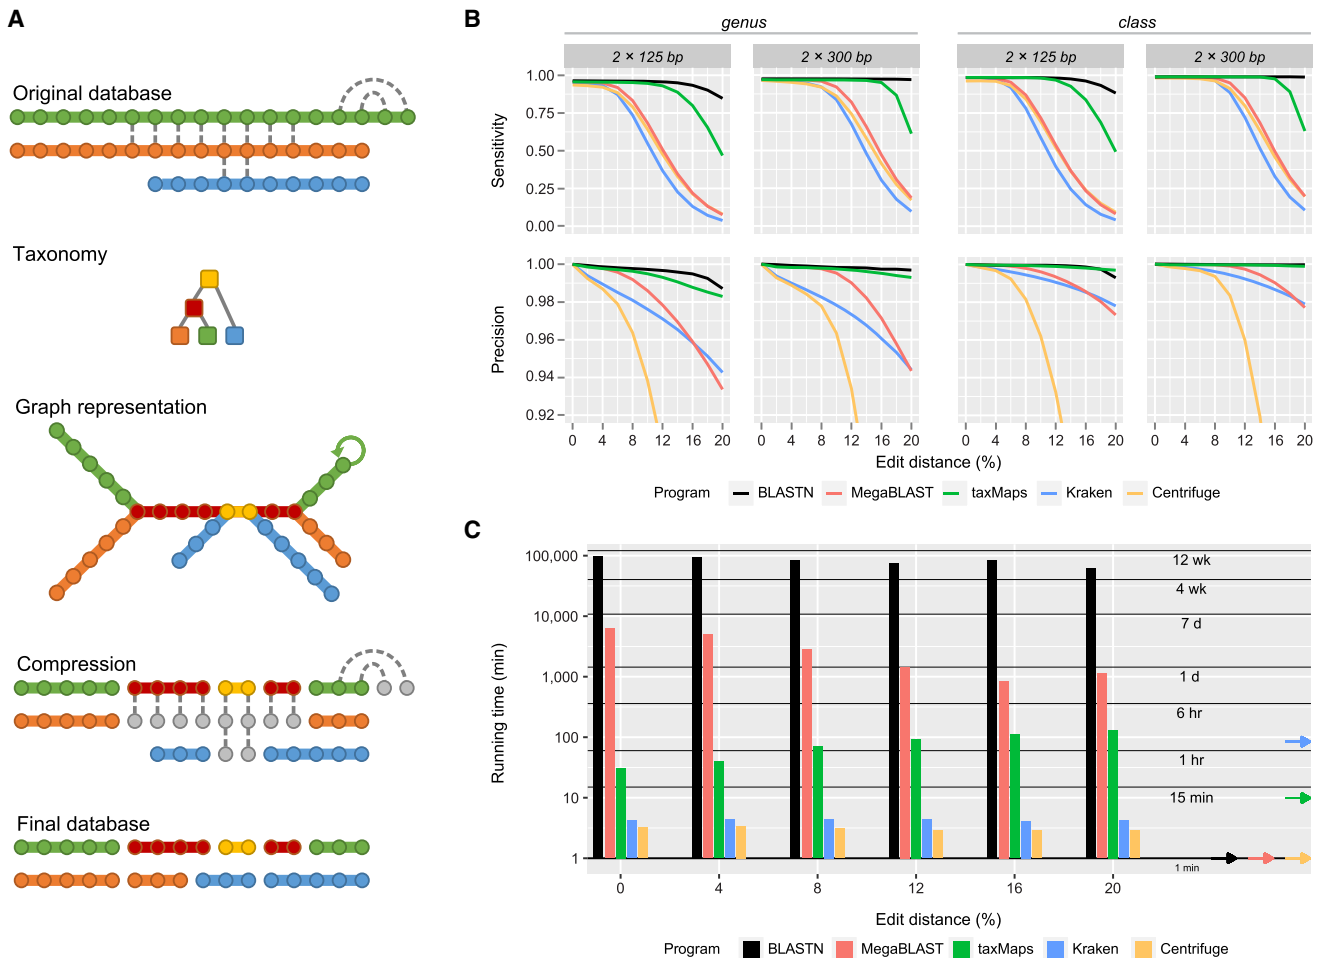 A
Original database
Taxonomy
Graph representation
Compression
Final database
B
genus
class
2 × 125 bp
2 × 300 bp
2 × 125 bp
2 × 300 bp
Sensitivity
1.00
0.75
0.50
0.25
0.00
Precision
1.00
0.98
0.96
0.94
0.92
0 4 8 12 16 20
0 4 8 12 16 20
0 4 8 12 16 20
0 4 8 12 16 20
Edit distance (%)
Program BLASTN MegaBLAST taxMaps Kraken Centrifuge
C
Running time (min)
100,000
10,000
1,000
100
10
1
12 wk
4 wk
7 d
1 d
6 hr
1 hr
15 min
1 min
0 4 8 12 16 20
Edit distance (%)
Program BLASTN MegaBLAST taxMaps Kraken Centrifuge